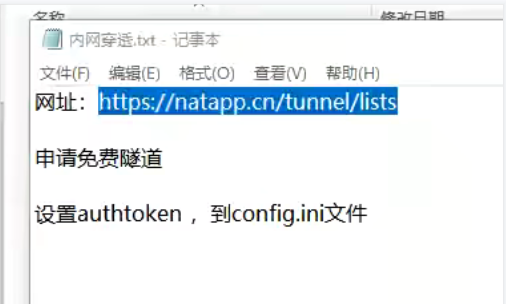 名称
修改日期
内网穿透.txt - 记事本
文件(F) 编辑(E) 格式(O) 查看(V) 帮助(H)
网址：https://natapp.cn/tunnel/lists
申请免费隧道
设置authtoken ，到config.ini文件